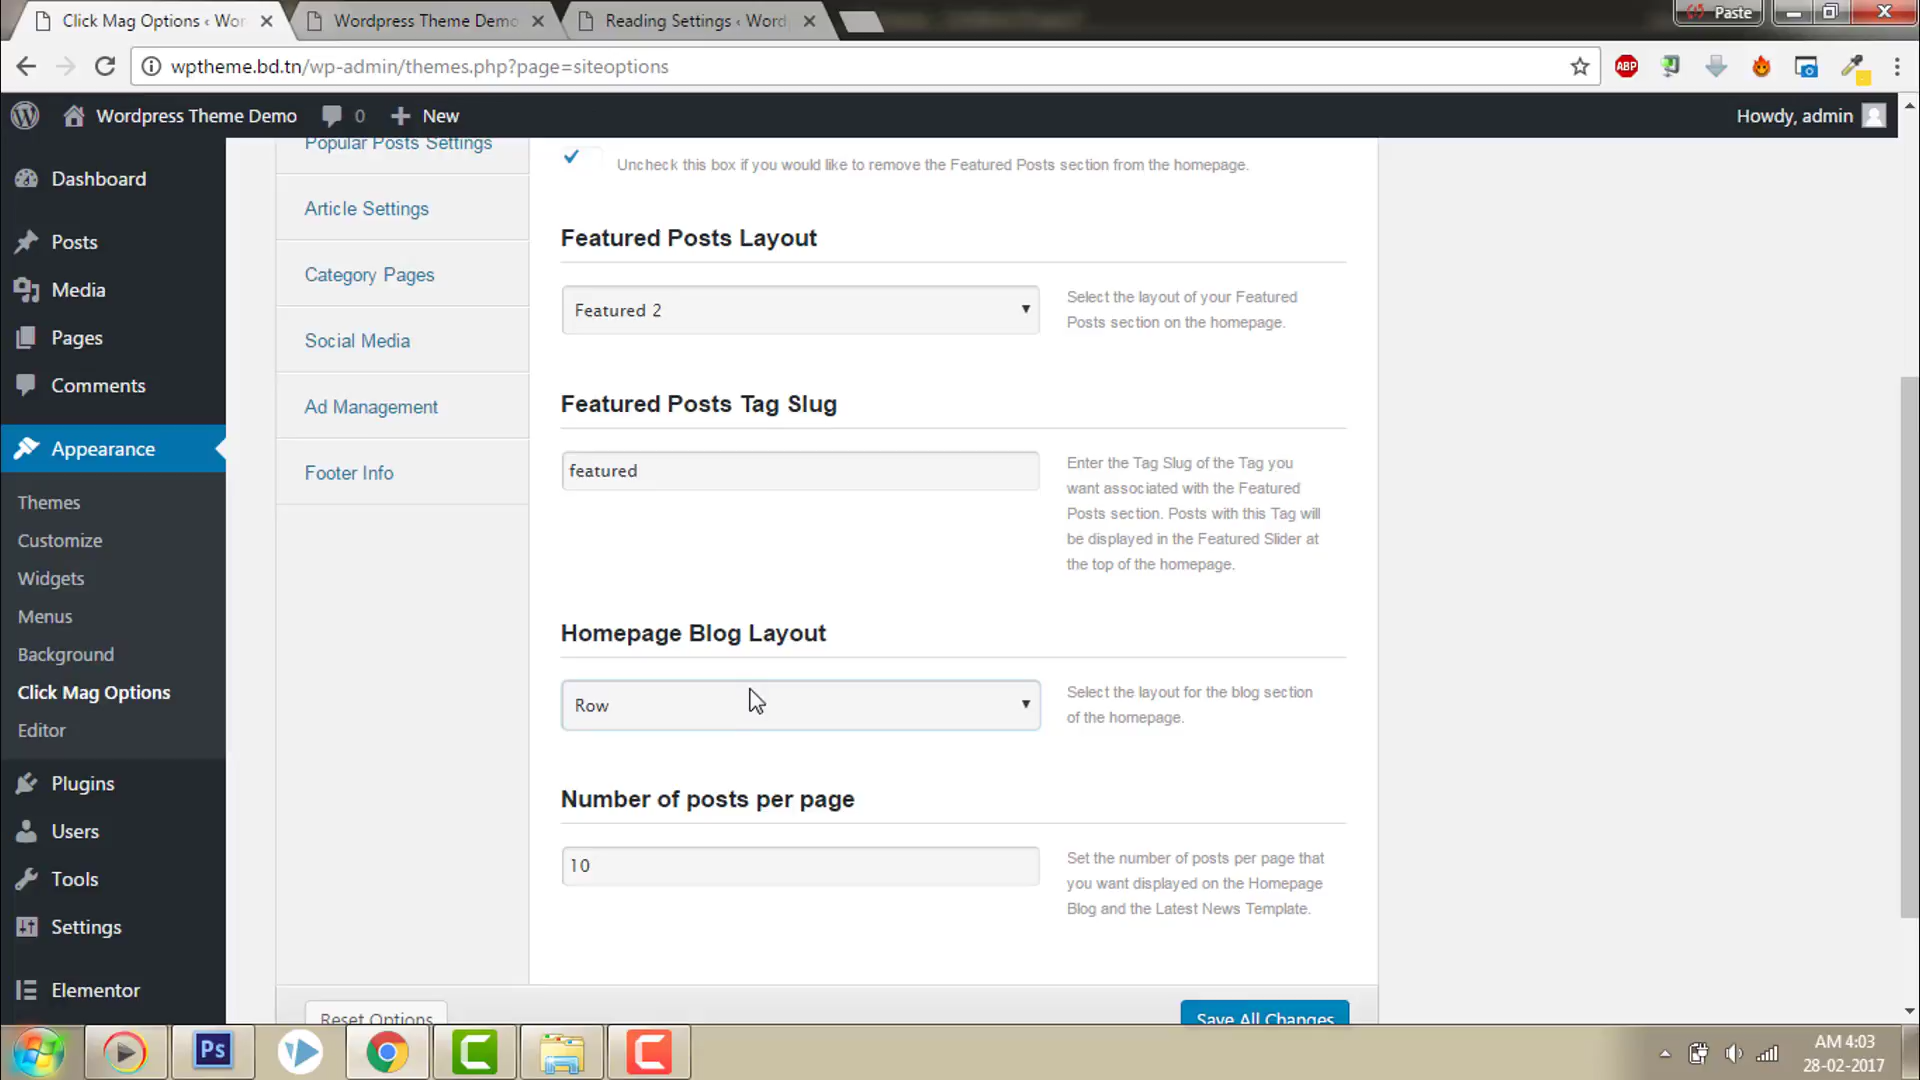 Click Mag Options ‹ Wor
Wordpress Theme Demo
Reading Settings ‹ Word
Paste
wptheme.bd.tn/wp-admin/themes.php?page=siteoptions
ABP
Wordpress Theme Demo
0
New
Howdy, admin
Dashboard
Posts
Media
Pages
Comments
Appearance
Themes
Customize
Widgets
Menus
Background
Click Mag Options
Editor
Plugins
Users
Tools
Settings
Elementor
Popular Posts Settings
Article Settings
Category Pages
Social Media
Ad Management
Footer Info
Uncheck this box if you would like to remove the Featured Posts section from the homepage.
Featured Posts Layout
Featured 2
Select the layout of your Featured
Posts section on the homepage.
Featured Posts Tag Slug
featured
Enter the Tag Slug of the Tag you
want associated with the Featured
Posts section. Posts with this Tag will
be displayed in the Featured Slider at
the top of the homepage.
Homepage Blog Layout
Row
Select the layout for the blog section
of the homepage.
Number of posts per page
10
Set the number of posts per page that
you want displayed on the Homepage
Blog and the Latest News Template.
Reset Options
Save All Changes
Ps
AM 4:03
28-02-2017